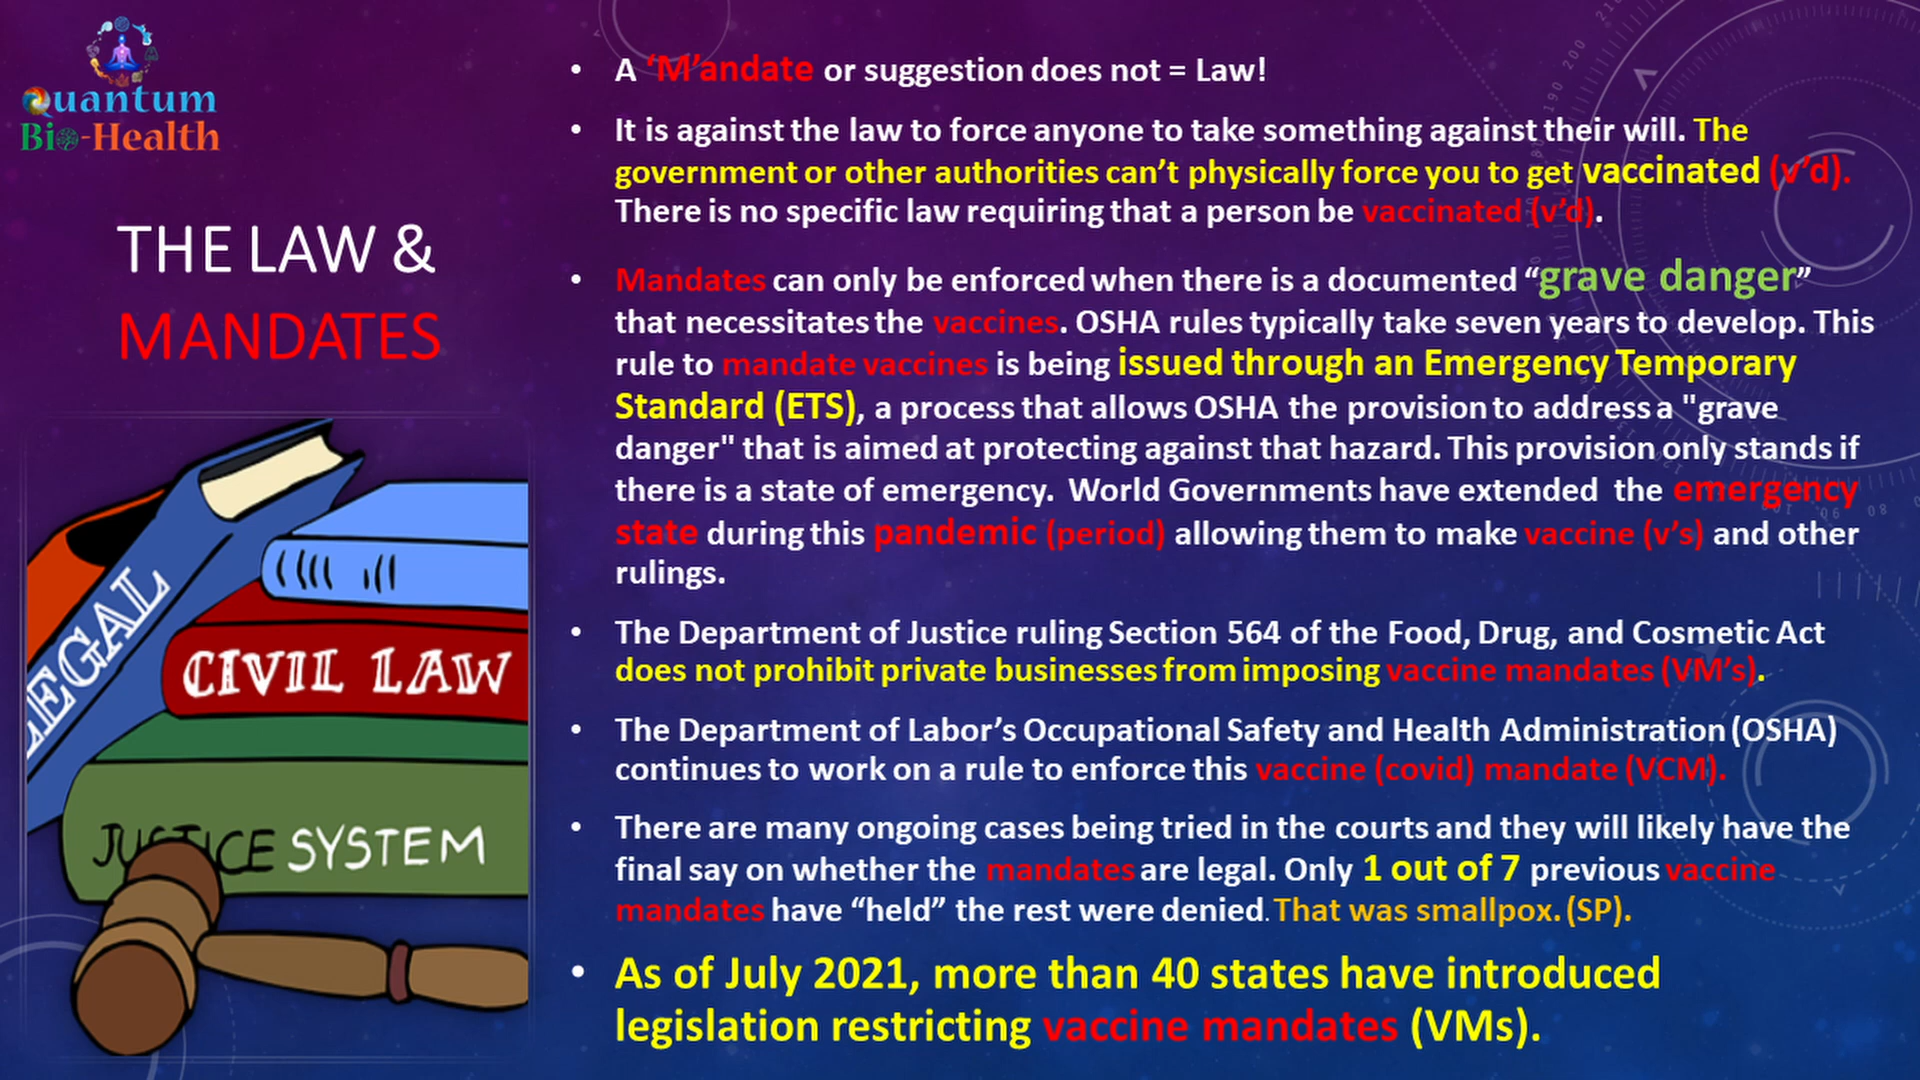 Quantum
Bio-Health
THE LAW &
MANDATES
LEGAL
CIVIL LAW
JUSTICE SYSTEM
• A ‘M’andate or suggestion does not = Law!
• It is against the law to force anyone to take something against their will. The
government or other authorities can’t physically force you to get vaccinated (v’d).
There is no specific law requiring that a person be vaccinated (v’d).
• Mandates can only be enforced when there is a documented “grave danger”
that necessitates the vaccines. OSHA rules typically take seven years to develop. This
rule to mandate vaccines is being issued through an Emergency Temporary
Standard (ETS), a process that allows OSHA the provision to address a "grave
danger" that is aimed at protecting against that hazard. This provision only stands if
there is a state of emergency. World Governments have extended the emergency
state during this pandemic (period) allowing them to make vaccine (v’s) and other
rulings.
• The Department of Justice ruling Section 564 of the Food, Drug, and Cosmetic Act
does not prohibit private businesses from imposing vaccine mandates (VM’s).
• The Department of Labor’s Occupational Safety and Health Administration (OSHA)
continues to work on a rule to enforce this vaccine (covid) mandate (VCM).
• There are many ongoing cases being tried in the courts and they will likely have the
final say on whether the mandates are legal. Only 1 out of 7 previous vaccine
mandates have “held” the rest were denied. That was smallpox. (SP).
• As of July 2021, more than 40 states have introduced
legislation restricting vaccine mandates (VMs).